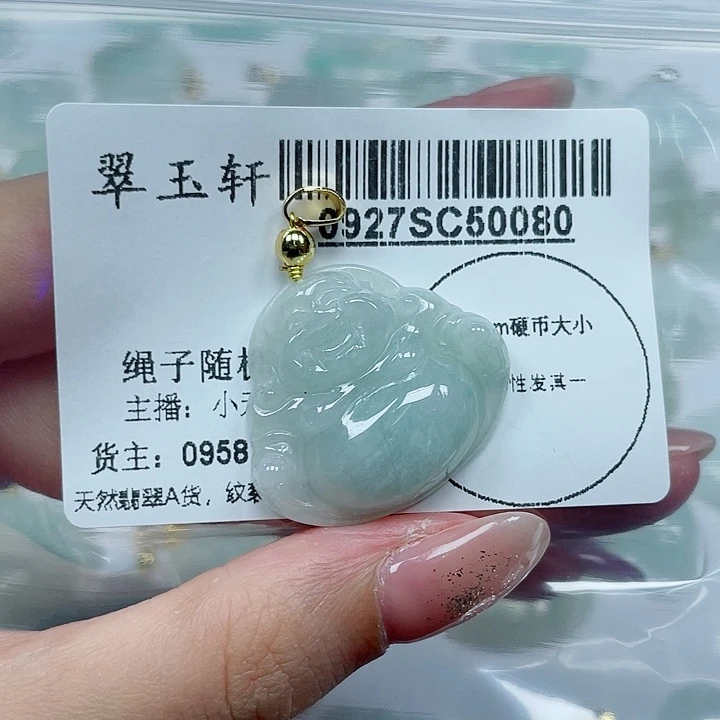 翠玉轩
0927SC50080
m硬币大小
绳子随
性发其一
主播：小
货主：0958
天然翡翠A货，纹